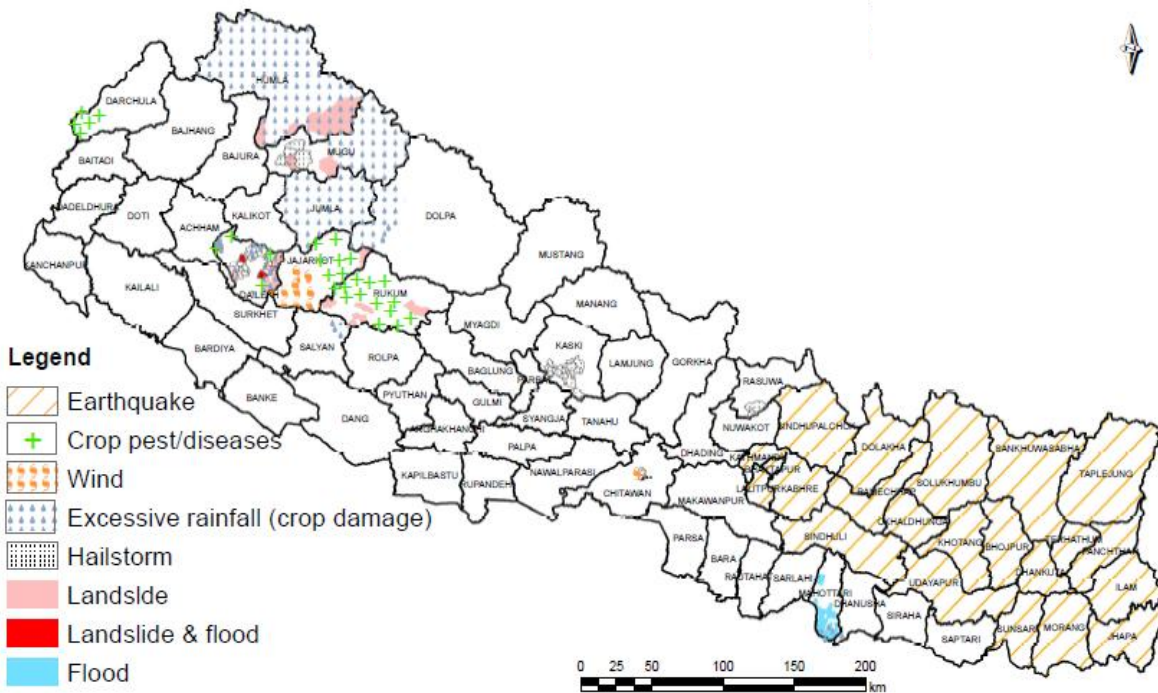 HUMLA
DARCHULA
BAJHANG
BAITADI
BAJURA
MUGU
DADELDHURA
DOTI
ACHHAM
KALIKOT
JUMLA
DOLPA
KANCHANPUR
KAILALI
JAJARKOT
DAILEKH
RUKUM
MUSTANG
SURKHET
MANANG
BARDIYA
SALYAN
ROLPA
MYAGDI
KASKI
LAMJUNG
GORKHA
BAGLUNG
RASUWA
BANKE
DANG
PYUTHAN
GULMI
SYANGJA
TANAHU
NUWAKOT
SINDHUPALCHOK
DOLAKHA
SANKHUWASABHA
TAPLEJUNG
PALPA
DHADING
KATHMANDU
BHAKTAPUR
LALITPUR
KABHRE
RAMECHHAP
SOLUKHUMBU
KAPILBASTU
RUPANDEH
NAWALPARASI
CHITAWAN
MAKAWANPUR
OKHALDHUNGA
KHOTANG
BHOJPUR
TERHATHUM
PANCHTHAR
SINDHULI
PARSA
BARA
RAUTAHAT
SARLAHI
MAHOTTARI
DHANUSHA
UDAYAPUR
DHANKUTA
ILAM
SIRAHA
SAPTARI
SUNSARI
MORANG
JHAPA
Legend
Earthquake
Crop pest/diseases
Wind
Excessive rainfall (crop damage)
Hailstorm
Landslde
Landslide & flood
Flood
0 25 50 100 150 200
km